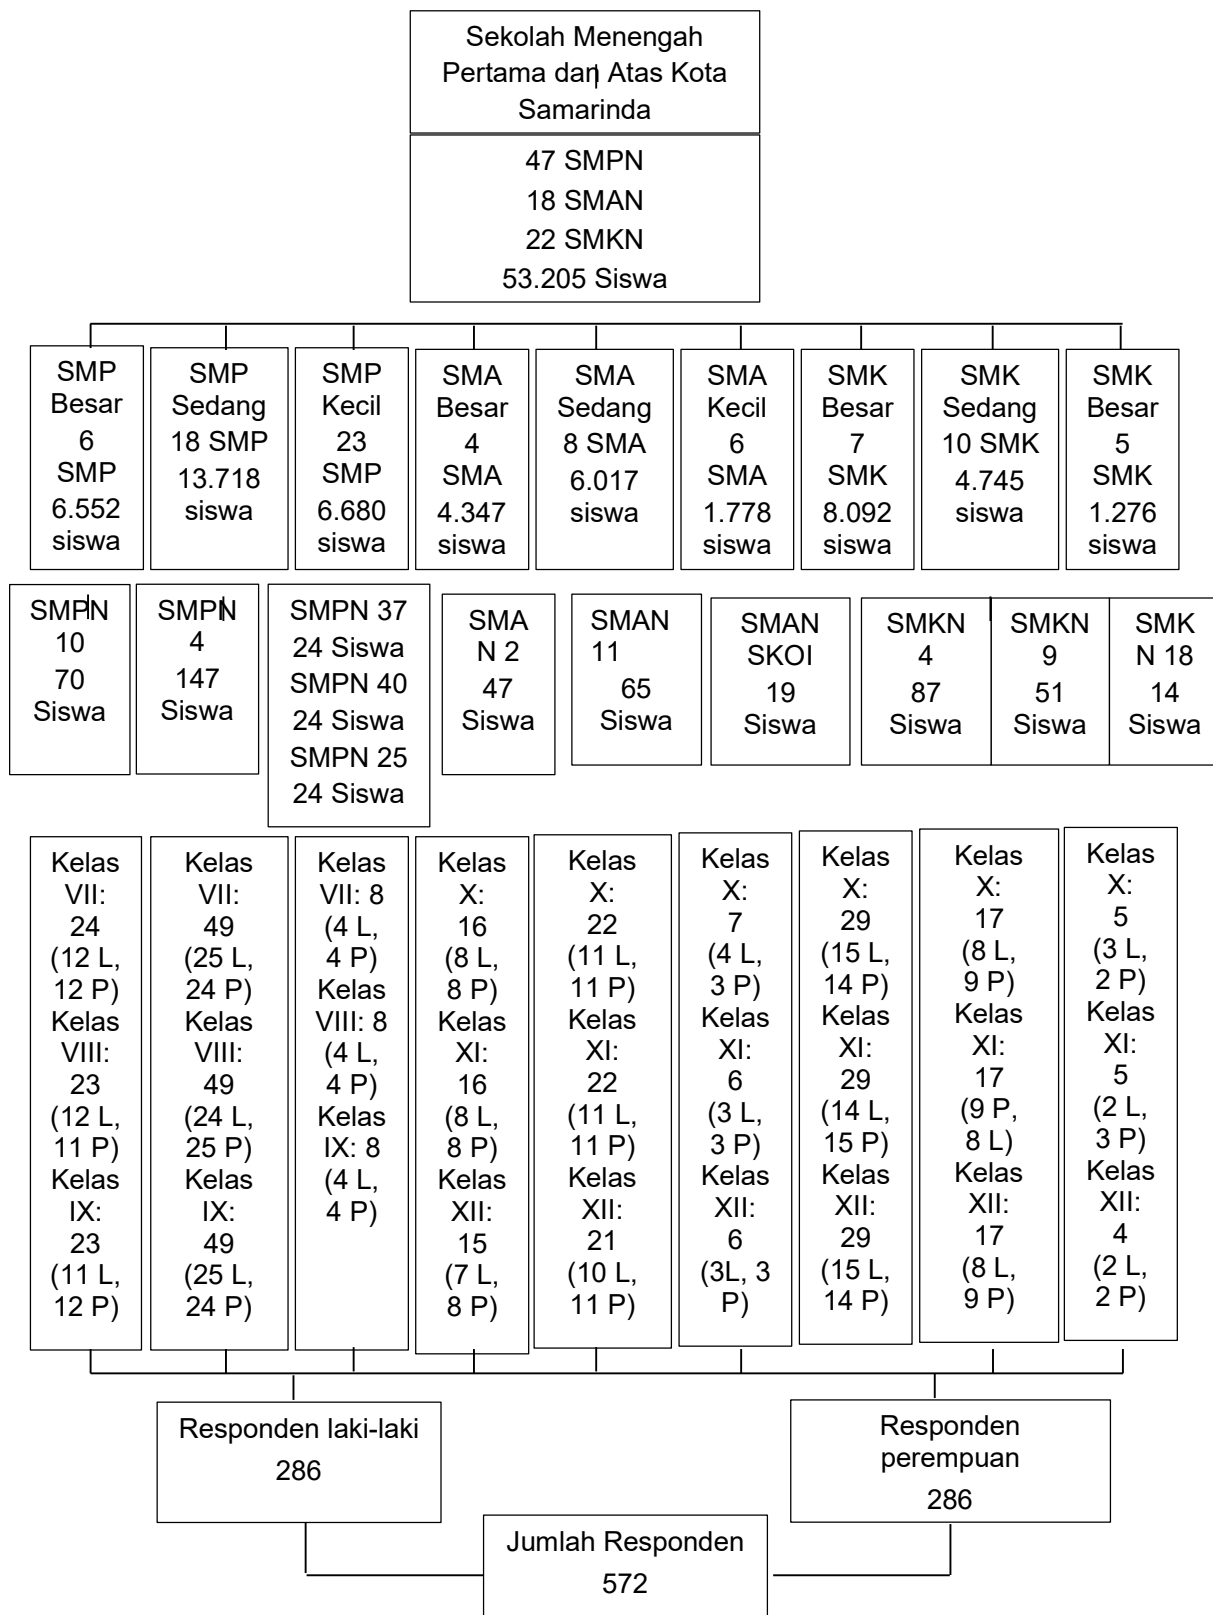 Sekolah Menengah
Pertama dan Atas Kota
Samarinda
47 SMPN
18 SMAN
22 SMKN
53.205 Siswa
SMP
Besar
6
SMP
6.552
siswa
SMP
Sedang
18 SMP
13.718
siswa
SMP
Kecil
23
SMP
6.680
siswa
SMA
Besar
4
SMA
4.347
siswa
SMA
Sedang
8 SMA
6.017
siswa
SMA
Kecil
6
SMA
1.778
siswa
SMK
Besar
7
SMK
8.092
siswa
SMK
Sedang
10 SMK
4.745
siswa
SMK
Besar
5
SMK
1.276
siswa
SMPN
10
70
Siswa
SMPN
4
147
Siswa
SMPN 37
24 Siswa
SMPN 40
24 Siswa
SMPN 25
24 Siswa
SMA
N 2
47
Siswa
SMAN
11
65
Siswa
SMAN
SKOI
19
Siswa
SMKN
4
87
Siswa
SMKN
9
51
Siswa
SMK
N 18
14
Siswa
Kelas
VII:
24
(12 L,
12 P)
Kelas
VIII:
23
(12 L,
11 P)
Kelas
IX:
23
(11 L,
12 P)
Kelas
VII:
49
(25 L,
24 P)
Kelas
VIII:
49
(24 L,
25 P)
Kelas
IX:
49
(25 L,
24 P)
Kelas
VII: 8
(4 L,
4 P)
Kelas
VIII: 8
(4 L,
4 P)
Kelas
IX: 8
(4 L,
4 P)
Kelas
X:
16
(8 L,
8 P)
Kelas
XI:
16
(8 L,
8 P)
Kelas
XII:
15
(7 L,
8 P)
Kelas
X:
22
(11 L,
11 P)
Kelas
XI:
22
(11 L,
11 P)
Kelas
XII:
21
(10 L,
11 P)
Kelas
X:
7
(4 L,
3 P)
Kelas
XI:
6
(3 L,
3 P)
Kelas
XII:
6
(3L, 3
P)
Kelas
X:
29
(15 L,
14 P)
Kelas
XI:
29
(14 L,
15 P)
Kelas
XII:
29
(15 L,
14 P)
Kelas
X:
17
(8 L,
9 P)
Kelas
XI:
17
(9 P,
8 L)
Kelas
XII:
17
(8 L,
9 P)
Kelas
X:
5
(3 L,
2 P)
Kelas
XI:
5
(2 L,
3 P)
Kelas
XII:
4
(2 L,
2 P)
Responden laki-laki
286
Responden
perempuan
286
Jumlah Responden
572